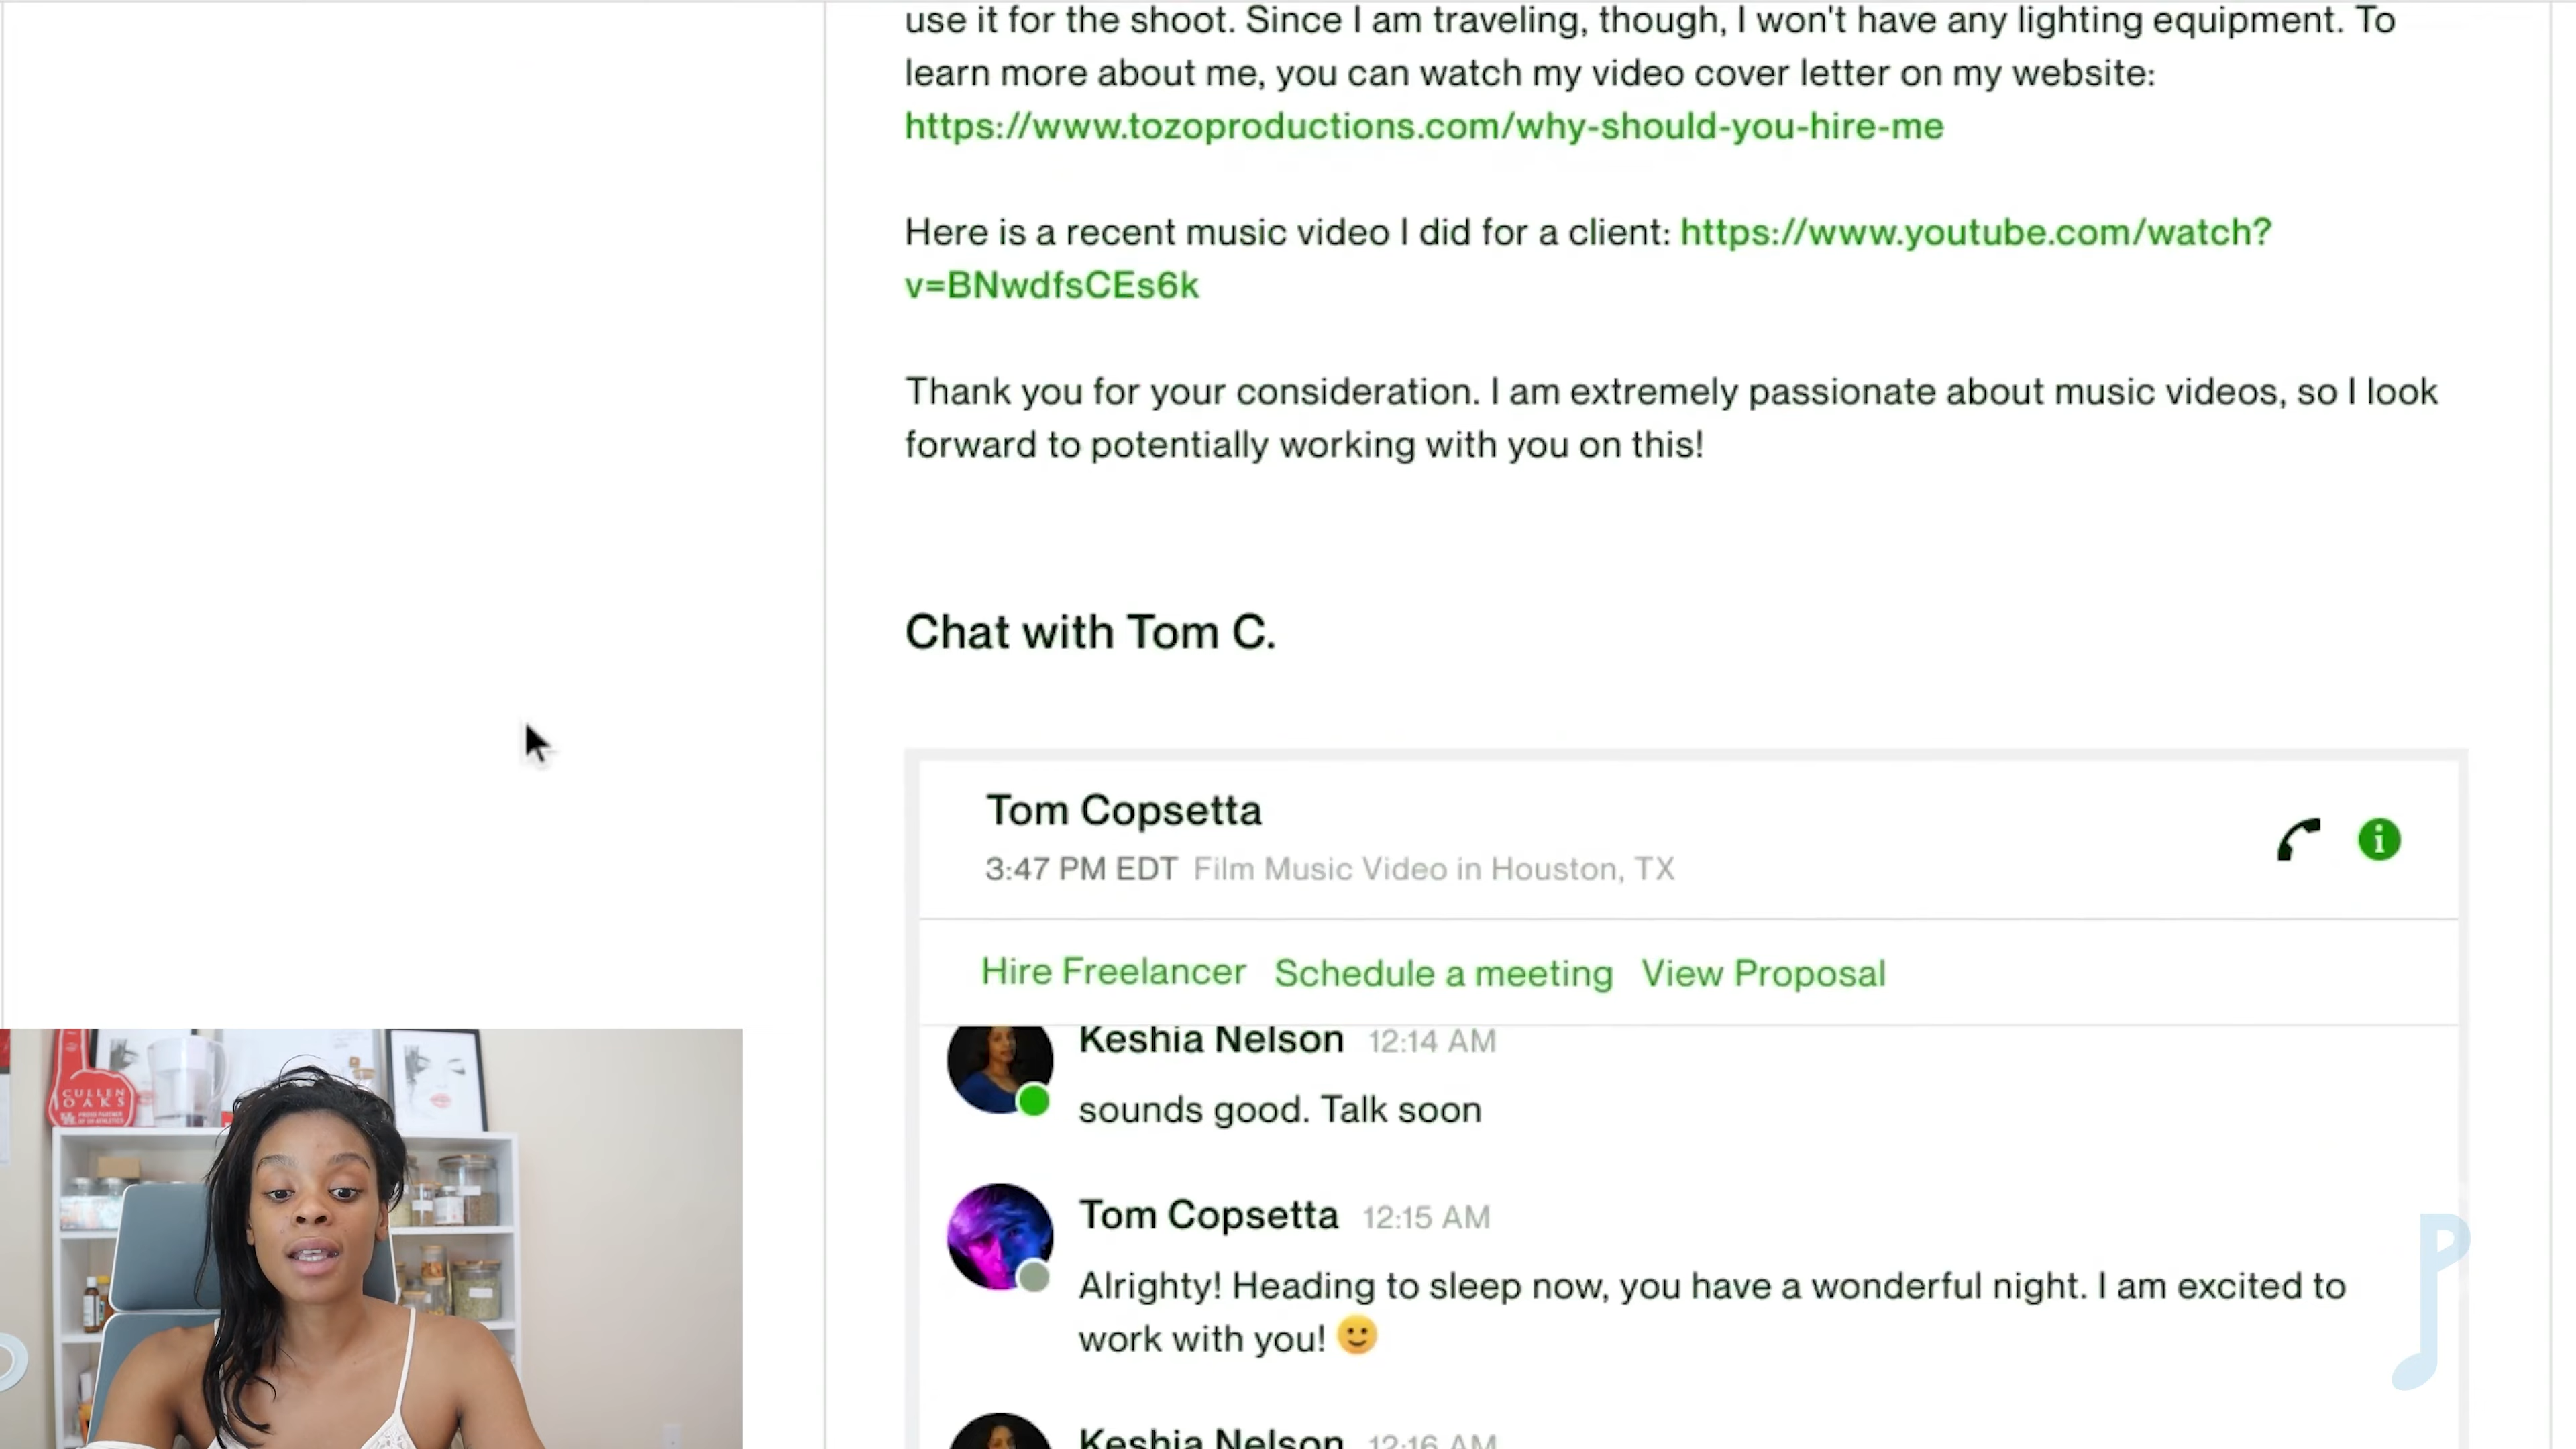 use it for the shoot. Since I am traveling, though, I won't have any lighting equipment. To
learn more about me, you can watch my video cover letter on my website:
https://www.tozoproductions.com/why-should-you-hire-me
Here is a recent music video I did for a client: https://www.youtube.com/watch?
v=BNwdfsCEs6k
Thank you for your consideration. I am extremely passionate about music videos, so I look
forward to potentially working with you on this!
Chat with Tom C.
Tom Copsetta
3:47 PM EDT Film Music Video in Houston, TX
Hire Freelancer Schedule a meeting View Proposal
Keshia Nelson 12:14 AM
sounds good. Talk soon
Tom Copsetta 12:15 AM
Alrighty! Heading to sleep now, you have a wonderful night. I am excited to
work with you! 🙂
Keshia Nelson 12:16 AM
CULLEN
OAKS